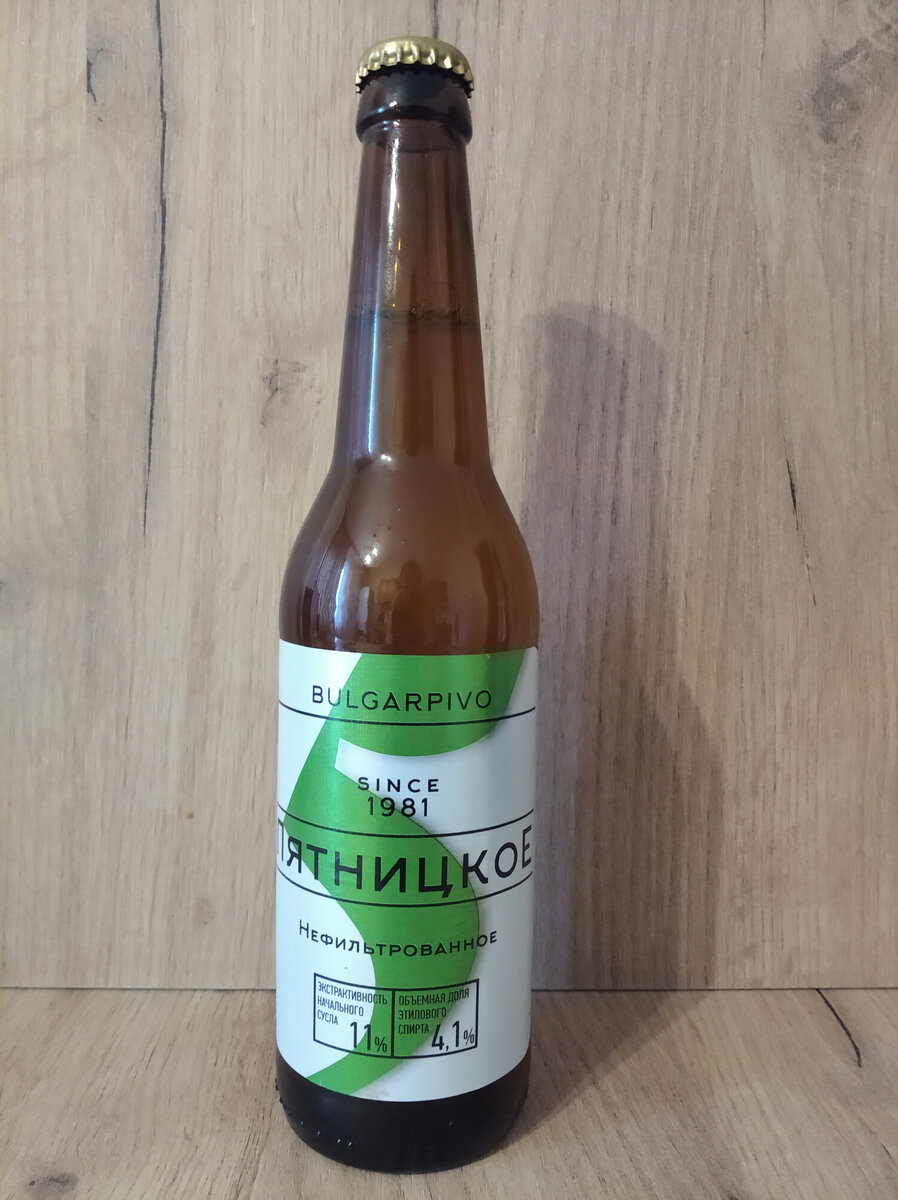 BULGARPIVO
SINCE
1981
ПЯТНИЦКОЕ
НЕФИЛЬТРОВАННОЕ
ЭКСТРАКТИВНОСТЬ
НАЧАЛЬНОГО
СУСЛА
11%
ОБЪЕМНАЯ ДОЛЯ
ЭТИЛОВОГО
СПИРТА
4,1%